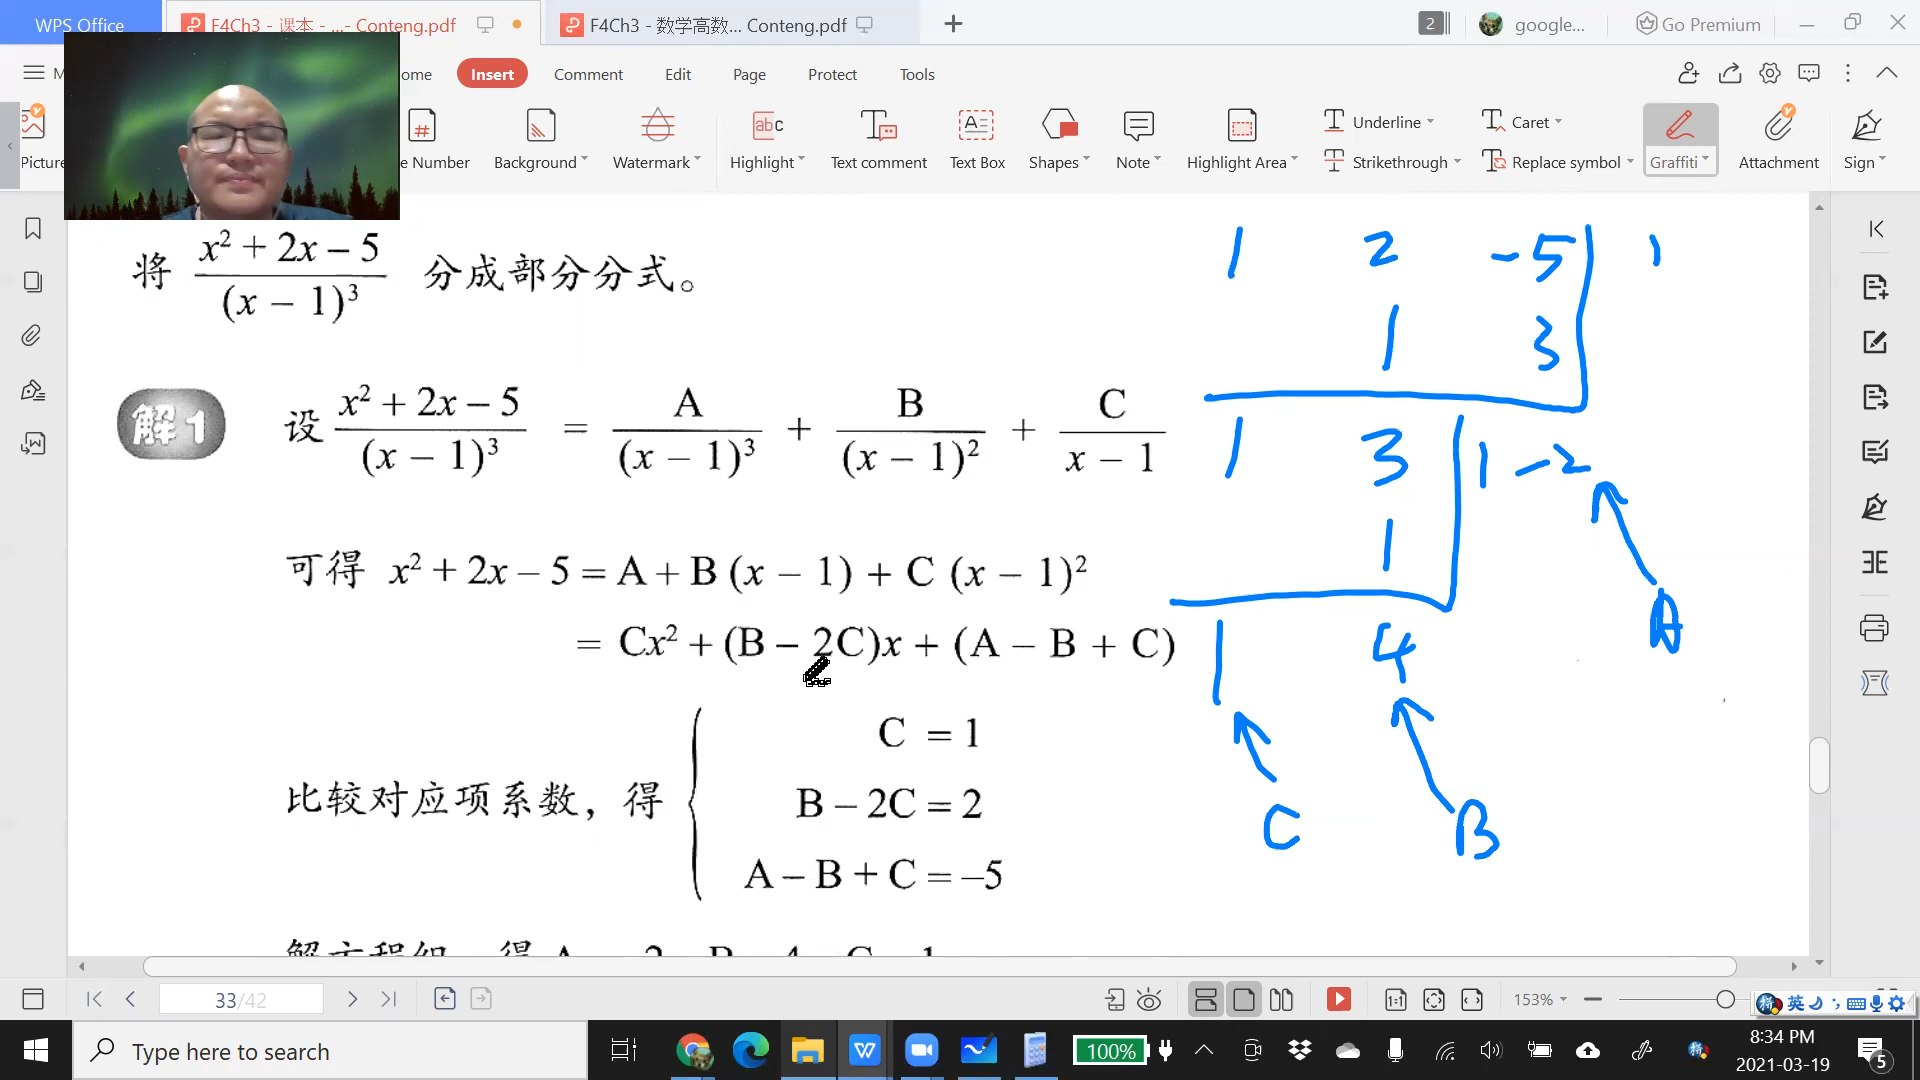 WPS Office
F4Ch3 - 课本 - ...- Conteng.pdf
F4Ch3 - 数学高数... Conteng.pdf
2
google...
Go Premium
ome
Insert
Comment
Edit
Page
Protect
Tools
Picture
e Number
Background
Watermark
Highlight
Text comment
Text Box
Shapes
Note
Highlight Area
Underline
Strikethrough
Caret
Replace symbol
Graffiti
Attachment
Sign
将 (x² + 2x – 5)/(x – 1)³ 分成部分分式。
解1 设 (x² + 2x – 5)/(x – 1)³ = A/(x – 1)³ + B/(x – 1)² + C/(x – 1)
可得 x² + 2x – 5 = A + B (x – 1) + C (x – 1)²
= Cx² + (B – 2C)x + (A – B + C)
比较对应项系数，得
C = 1
B – 2C = 2
A – B + C = –5
1 2 -5 1
1 3
1 3 1 -2
1
1 4
A
C B
33/42
153%
英
Type here to search
100%
8:34 PM
2021-03-19
5